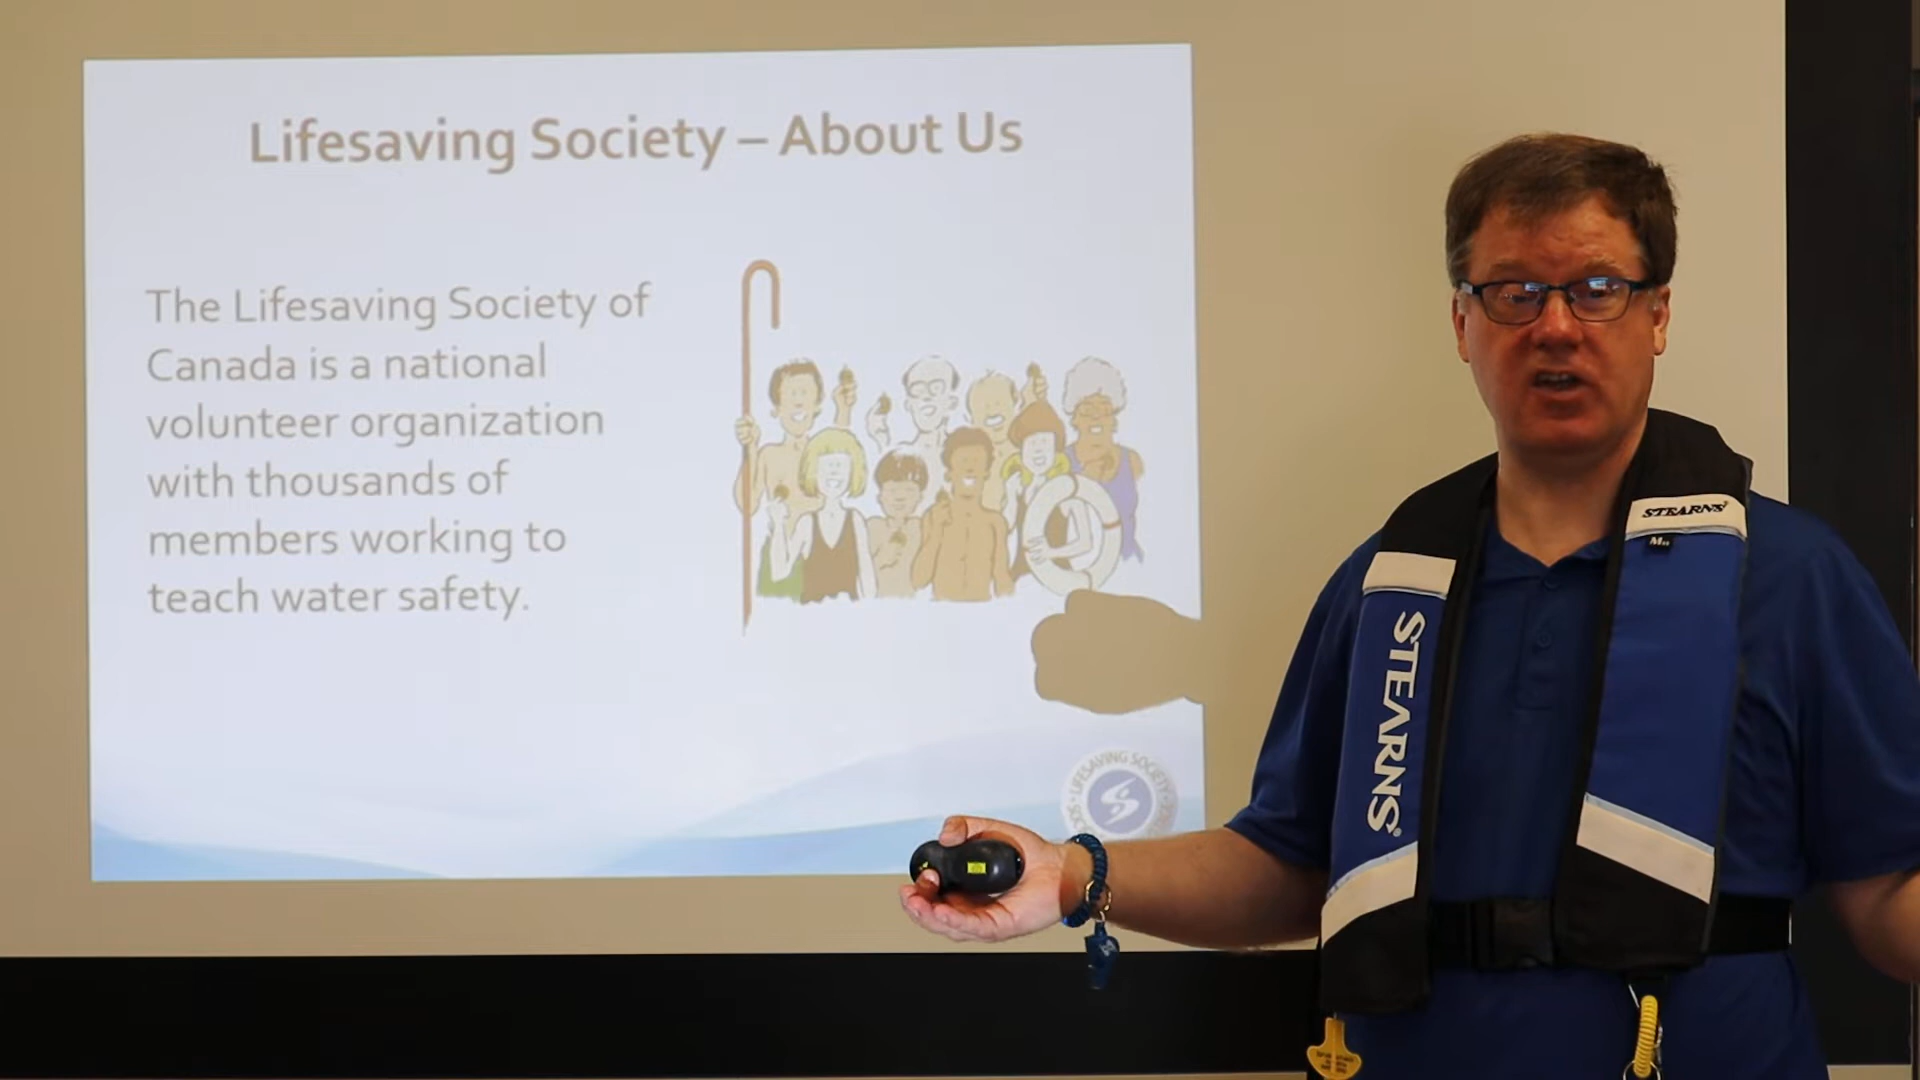 Lifesaving Society – About Us
The Lifesaving Society of
Canada is a national
volunteer organization
with thousands of
members working to
teach water safety.
LIFESAVING SOCIETY
STEARNS®
STEARNS®